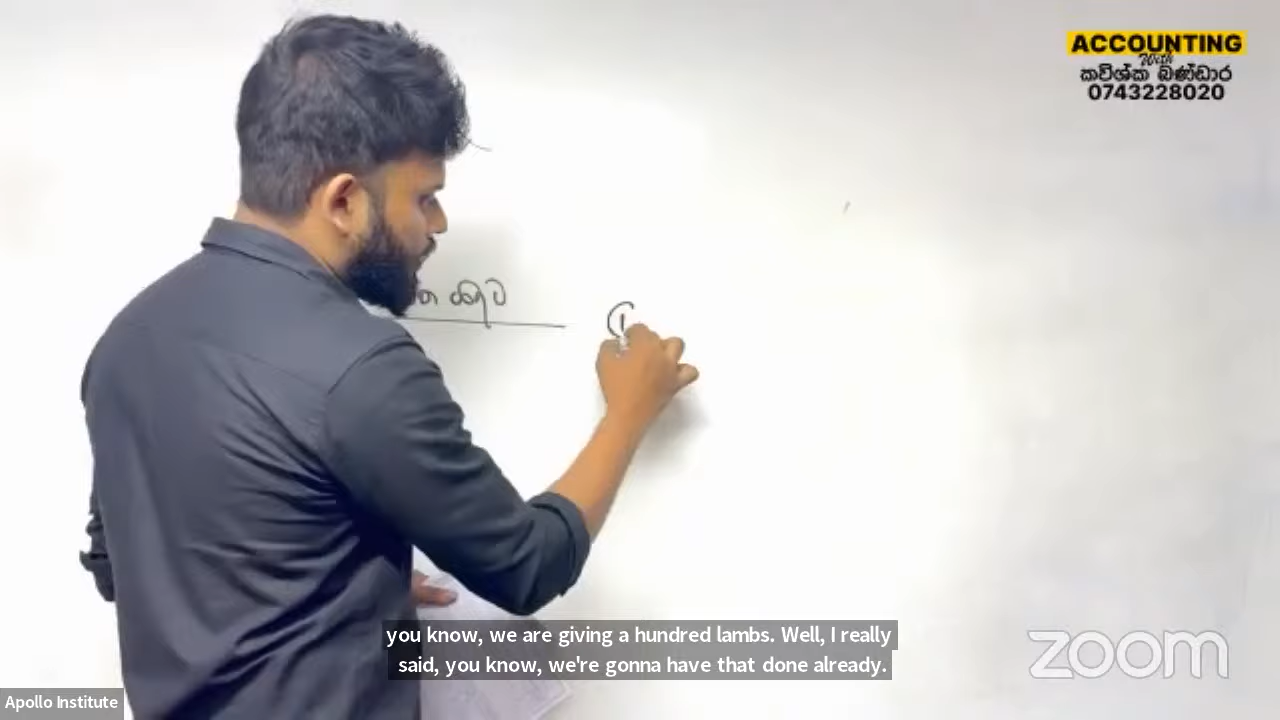 ACCOUNTING
With
කවිශ්ක බණ්ඩාර
0743228020
you know, we are giving a hundred lambs. Well, I really
said, you know, we're gonna have that done already.
zoom
Apollo Institute